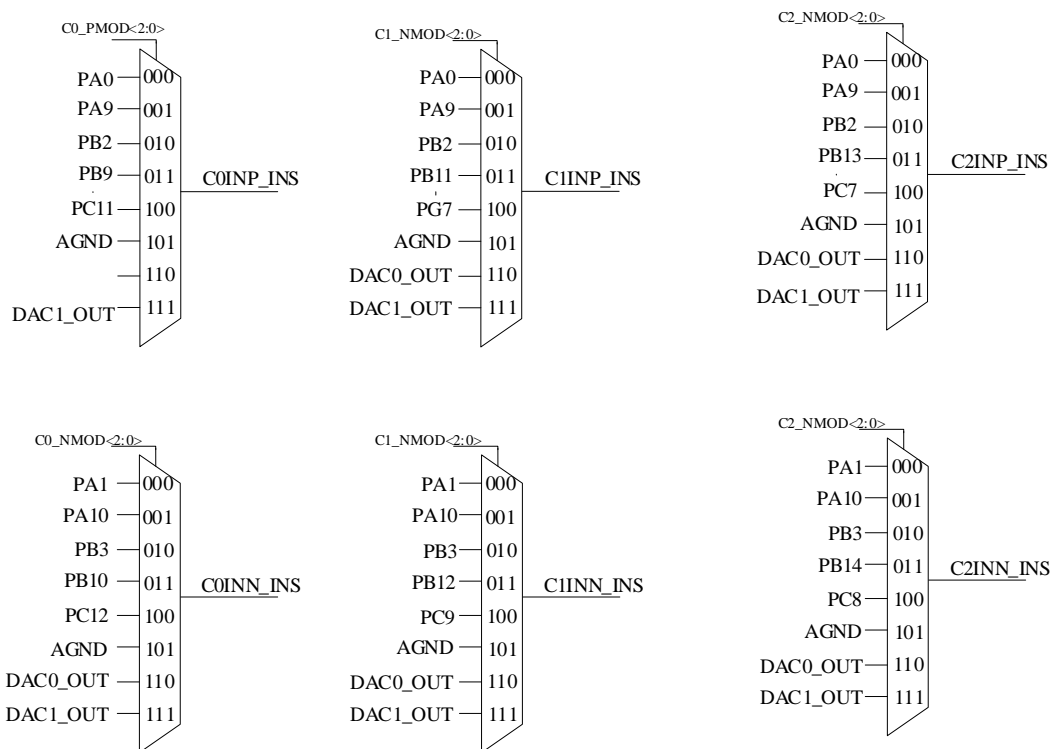 C0_PMOD<2:0>
PA0 000
PA9 001
PB2 010
PB9 011
PC11 100
AGND 101
110
DAC1_OUT 111
C0INP_INS
C1_NMOD<2:0>
PA0 000
PA9 001
PB2 010
PB11 011
PG7 100
AGND 101
DAC0_OUT 110
DAC1_OUT 111
C1INP_INS
C2_NMOD<2:0>
PA0 000
PA9 001
PB2 010
PB13 011
PC7 100
AGND 101
DAC0_OUT 110
DAC1_OUT 111
C2INP_INS
C0_NMOD<2:0>
PA1 000
PA10 001
PB3 010
PB10 011
PC12 100
AGND 101
DAC0_OUT 110
DAC1_OUT 111
C0INN_INS
C1_NMOD<2:0>
PA1 000
PA10 001
PB3 010
PB12 011
PC9 100
AGND 101
DAC0_OUT 110
DAC1_OUT 111
C1INN_INS
C2_NMOD<2:0>
PA1 000
PA10 001
PB3 010
PB14 011
PC8 100
AGND 101
DAC0_OUT 110
DAC1_OUT 111
C2INN_INS